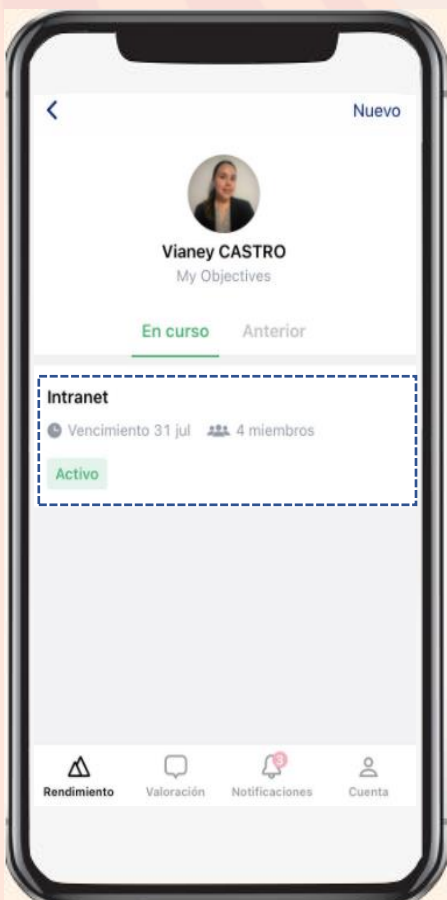 Nuevo
Vianey CASTRO
My Objectives
En curso Anterior
Intranet
Vencimiento 31 jul 4 miembros
Activo
3
Rendimiento Valoración Notificaciones Cuenta